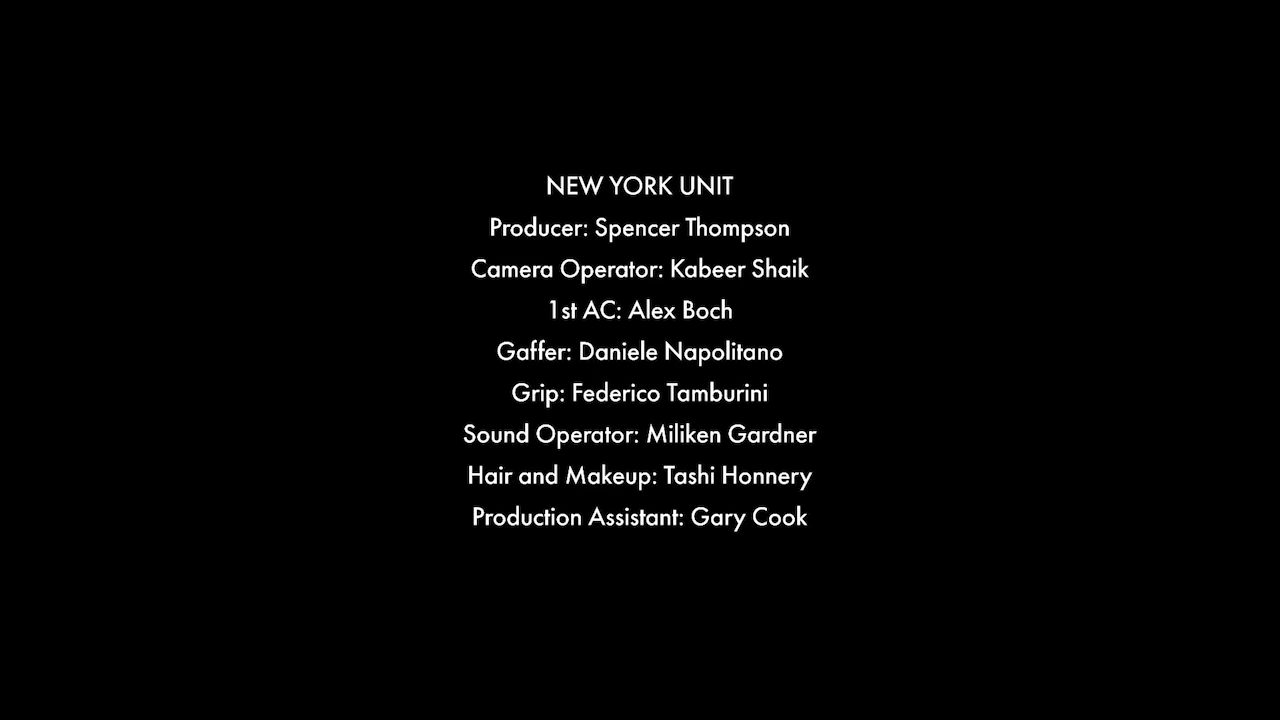 NEW YORK UNIT
Producer: Spencer Thompson
Camera Operator: Kabeer Shaik
1st AC: Alex Boch
Gaffer: Daniele Napolitano
Grip: Federico Tamburini
Sound Operator: Miliken Gardner
Hair and Makeup: Tashi Honnery
Production Assistant: Gary Cook